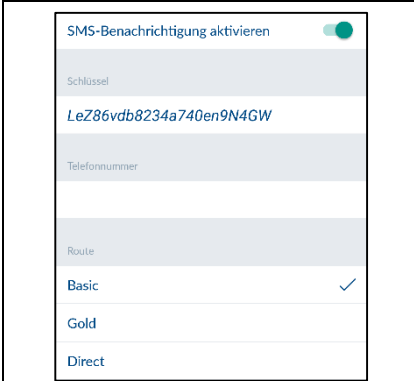 SMS-Benachrichtigung aktivieren
Schlüssel
LeZ86vdb8234a740en9N4GW
Telefonnummer
Route
Basic
Gold
Direct